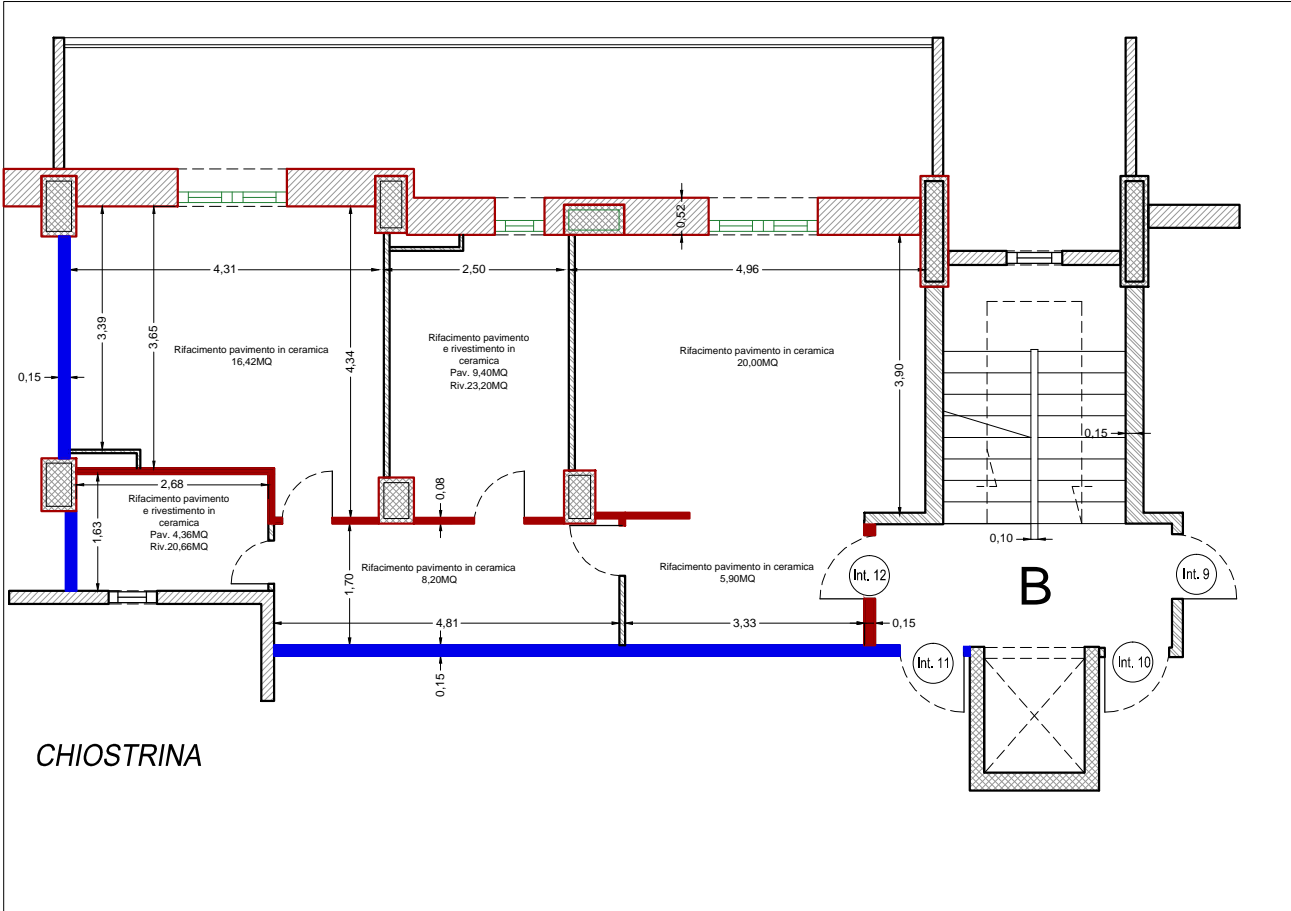 0,52
4,31
2,50
4,96
3,39
3,65
4,34
3,90
0,15
Rifacimento pavimento in ceramica
16,42MQ
Rifacimento pavimento
e rivestimento in
ceramica
Pav. 9,40MQ
Riv.23,20MQ
Rifacimento pavimento in ceramica
20,00MQ
0,15
2,68
Rifacimento pavimento
e rivestimento in
ceramica
Pav. 4,36MQ
Riv.20,66MQ
1,63
0,08
0,10
Rifacimento pavimento in ceramica
8,20MQ
1,70
Rifacimento pavimento in ceramica
5,90MQ
Int. 12
B
Int. 9
4,81
3,33
0,15
0,15
Int. 11
Int. 10
CHIOSTRINA